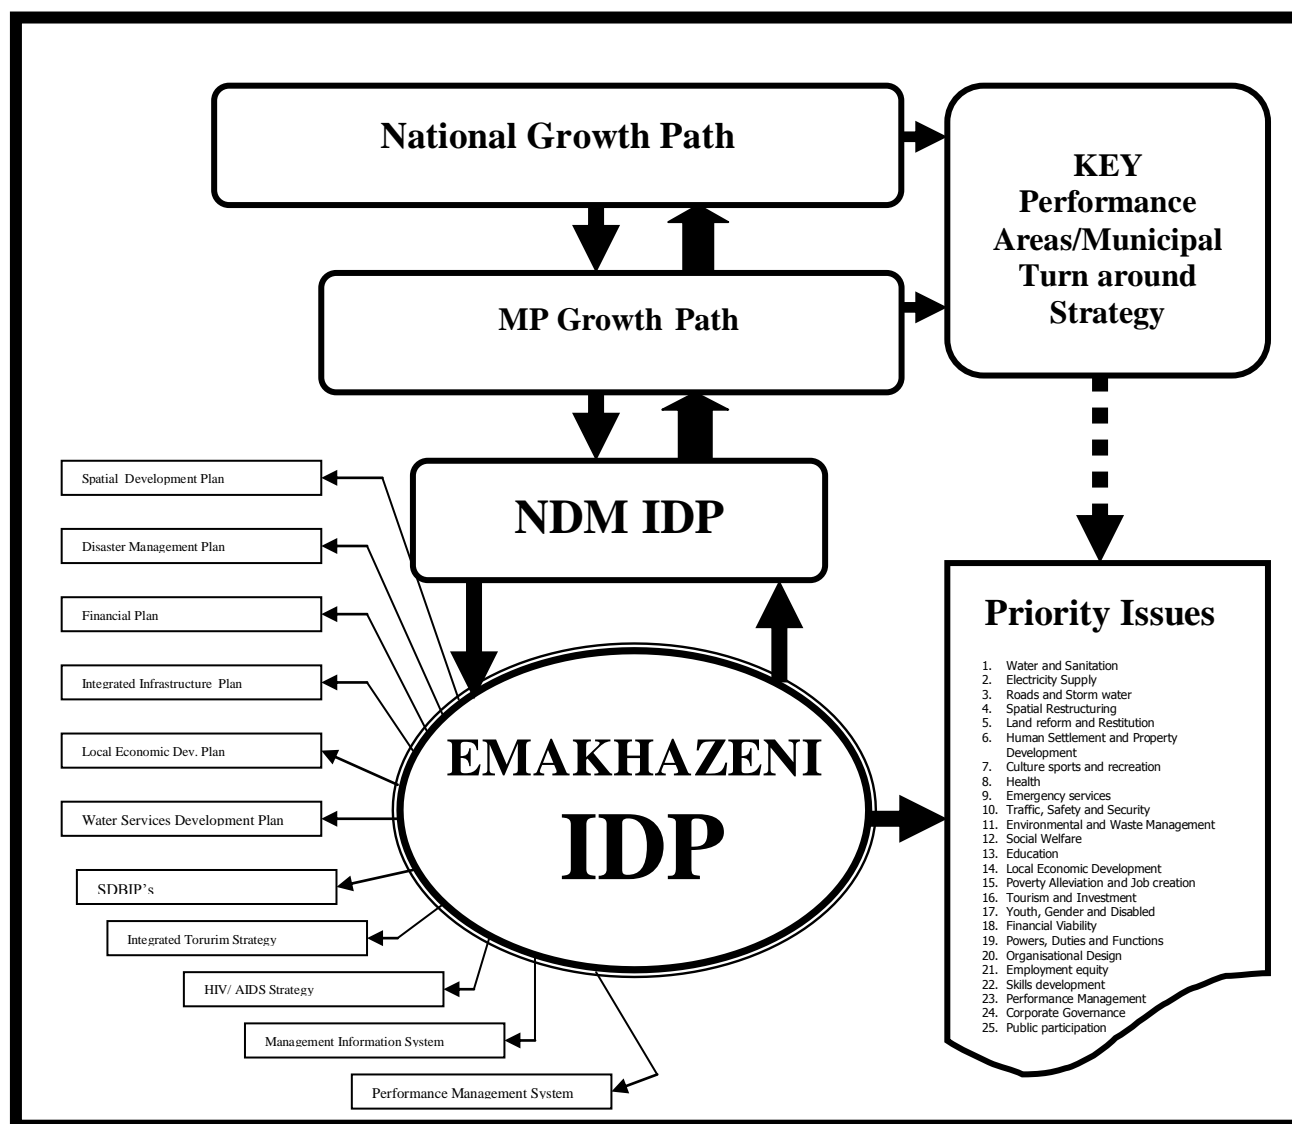 National Growth Path
KEY
Performance
Areas/Municipal
Turn around
Strategy
MP Growth Path
NDM IDP
Spatial Development Plan
Disaster Management Plan
Financial Plan
Integrated Infrastructure Plan
Local Economic Dev. Plan
Water Services Development Plan
SDBIP's
Integrated Torurim Strategy
HIV/ AIDS Strategy
Management Information System
Performance Management System
EMAKHAZENI
IDP
Priority Issues
1. Water and Sanitation
2. Electricity Supply
3. Roads and Storm water
4. Spatial Restructuring
5. Land reform and Restitution
6. Human Settlement and Property
Development
7. Culture sports and recreation
8. Health
9. Emergency services
10. Traffic, Safety and Security
11. Environmental and Waste Management
12. Social Welfare
13. Education
14. Local Economic Development
15. Poverty Alleviation and Job creation
16. Tourism and Investment
17. Youth, Gender and Disabled
18. Financial Viability
19. Powers, Duties and Functions
20. Organisational Design
21. Employment equity
22. Skills development
23. Performance Management
24. Corporate Governance
25. Public participation